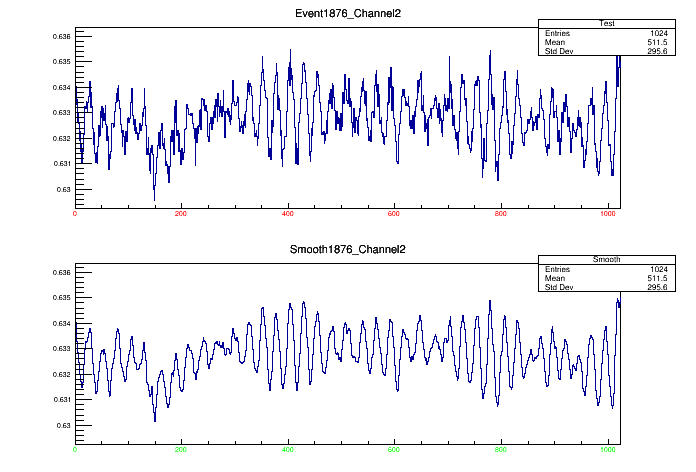 Event1876_Channel2
Test
Entries 1024
Mean 511.5
Std Dev 295.6
0.636
0.635
0.634
0.633
0.632
0.631
0.63
0 200 400 600 800 1000
Smooth1876_Channel2
Smooth
Entries 1024
Mean 511.5
Std Dev 295.6
0.636
0.635
0.634
0.633
0.632
0.631
0.63
0 200 400 600 800 1000